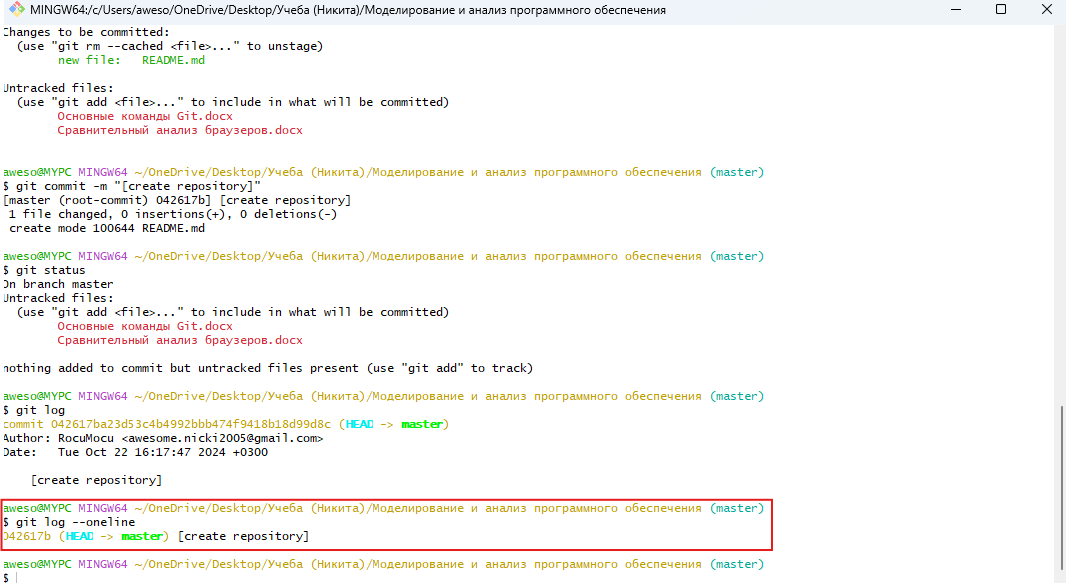 MINGW64:/c/Users/aweso/OneDrive/Desktop/Учеба (Никита)/Моделирование и анализ программного обеспечения
Changes to be committed:
  (use "git rm --cached <file>..." to unstage)
        new file:   README.md
Untracked files:
  (use "git add <file>..." to include in what will be committed)
        Основные команды Git.docx
        Сравнительный анализ браузеров.docx
aweso@MYPC MINGW64 ~/OneDrive/Desktop/Учеба (Никита)/Моделирование и анализ программного обеспечения (master)
$ git commit -m "[create repository]"
[master (root-commit) 042617b] [create repository]
 1 file changed, 0 insertions(+), 0 deletions(-)
 create mode 100644 README.md
aweso@MYPC MINGW64 ~/OneDrive/Desktop/Учеба (Никита)/Моделирование и анализ программного обеспечения (master)
$ git status
On branch master
Untracked files:
  (use "git add <file>..." to include in what will be committed)
        Основные команды Git.docx
        Сравнительный анализ браузеров.docx
nothing added to commit but untracked files present (use "git add" to track)
aweso@MYPC MINGW64 ~/OneDrive/Desktop/Учеба (Никита)/Моделирование и анализ программного обеспечения (master)
$ git log
commit 042617ba23d53c4b4992bbb474f9418b18d99d8c (HEAD -> master)
Author: RocuMocu <awesome.nicki2005@gmail.com>
Date:   Tue Oct 22 16:17:47 2024 +0300
    [create repository]
aweso@MYPC MINGW64 ~/OneDrive/Desktop/Учеба (Никита)/Моделирование и анализ программного обеспечения (master)
$ git log --oneline
042617b (HEAD -> master) [create repository]
aweso@MYPC MINGW64 ~/OneDrive/Desktop/Учеба (Никита)/Моделирование и анализ программного обеспечения (master)
$